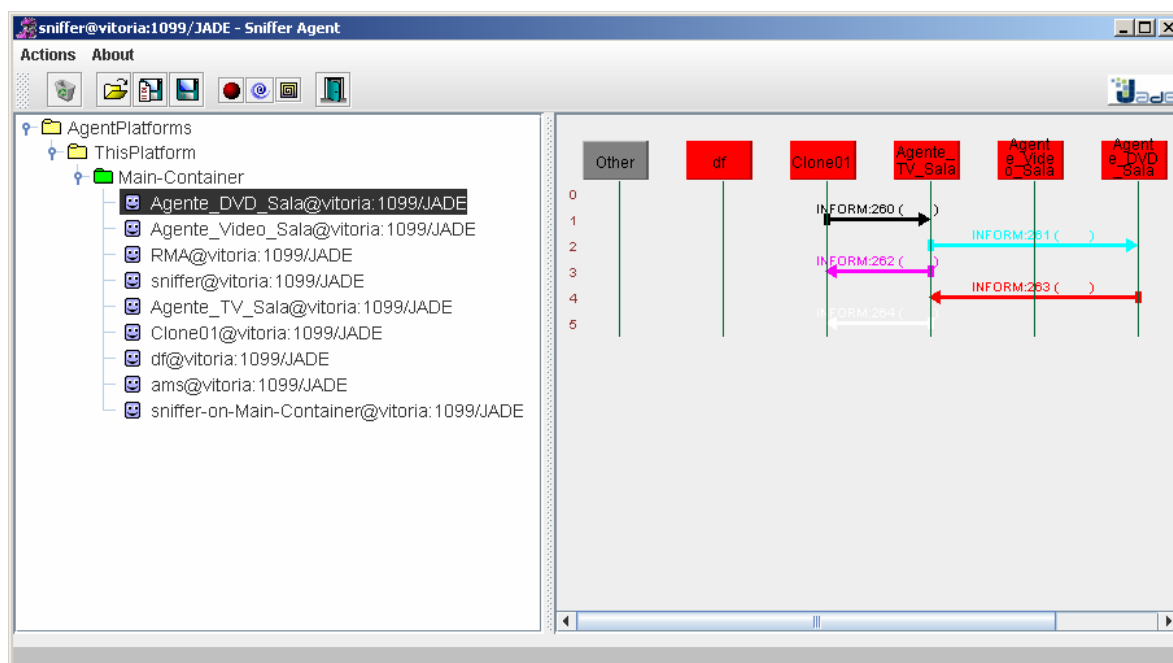 sniffer@vitoria:1099/JADE - Sniffer Agent
Actions About
Jade
AgentPlatforms
ThisPlatform
Main-Container
Agente_DVD_Sala@vitoria:1099/JADE
Agente_Video_Sala@vitoria:1099/JADE
RMA@vitoria:1099/JADE
sniffer@vitoria:1099/JADE
Agente_TV_Sala@vitoria:1099/JADE
Clone01@vitoria:1099/JADE
df@vitoria:1099/JADE
ams@vitoria:1099/JADE
sniffer-on-Main-Container@vitoria:1099/JADE
Other
df
Clone01
Agente_
TV_Sala
Agent
e_Vide
o_Sala
Agent
e_DVD
_Sala
0
INFORM:260 ( )
1
INFORM:261 ( )
2
INFORM:262 ( )
3
INFORM:263 ( )
4
INFORM:264 ( )
5